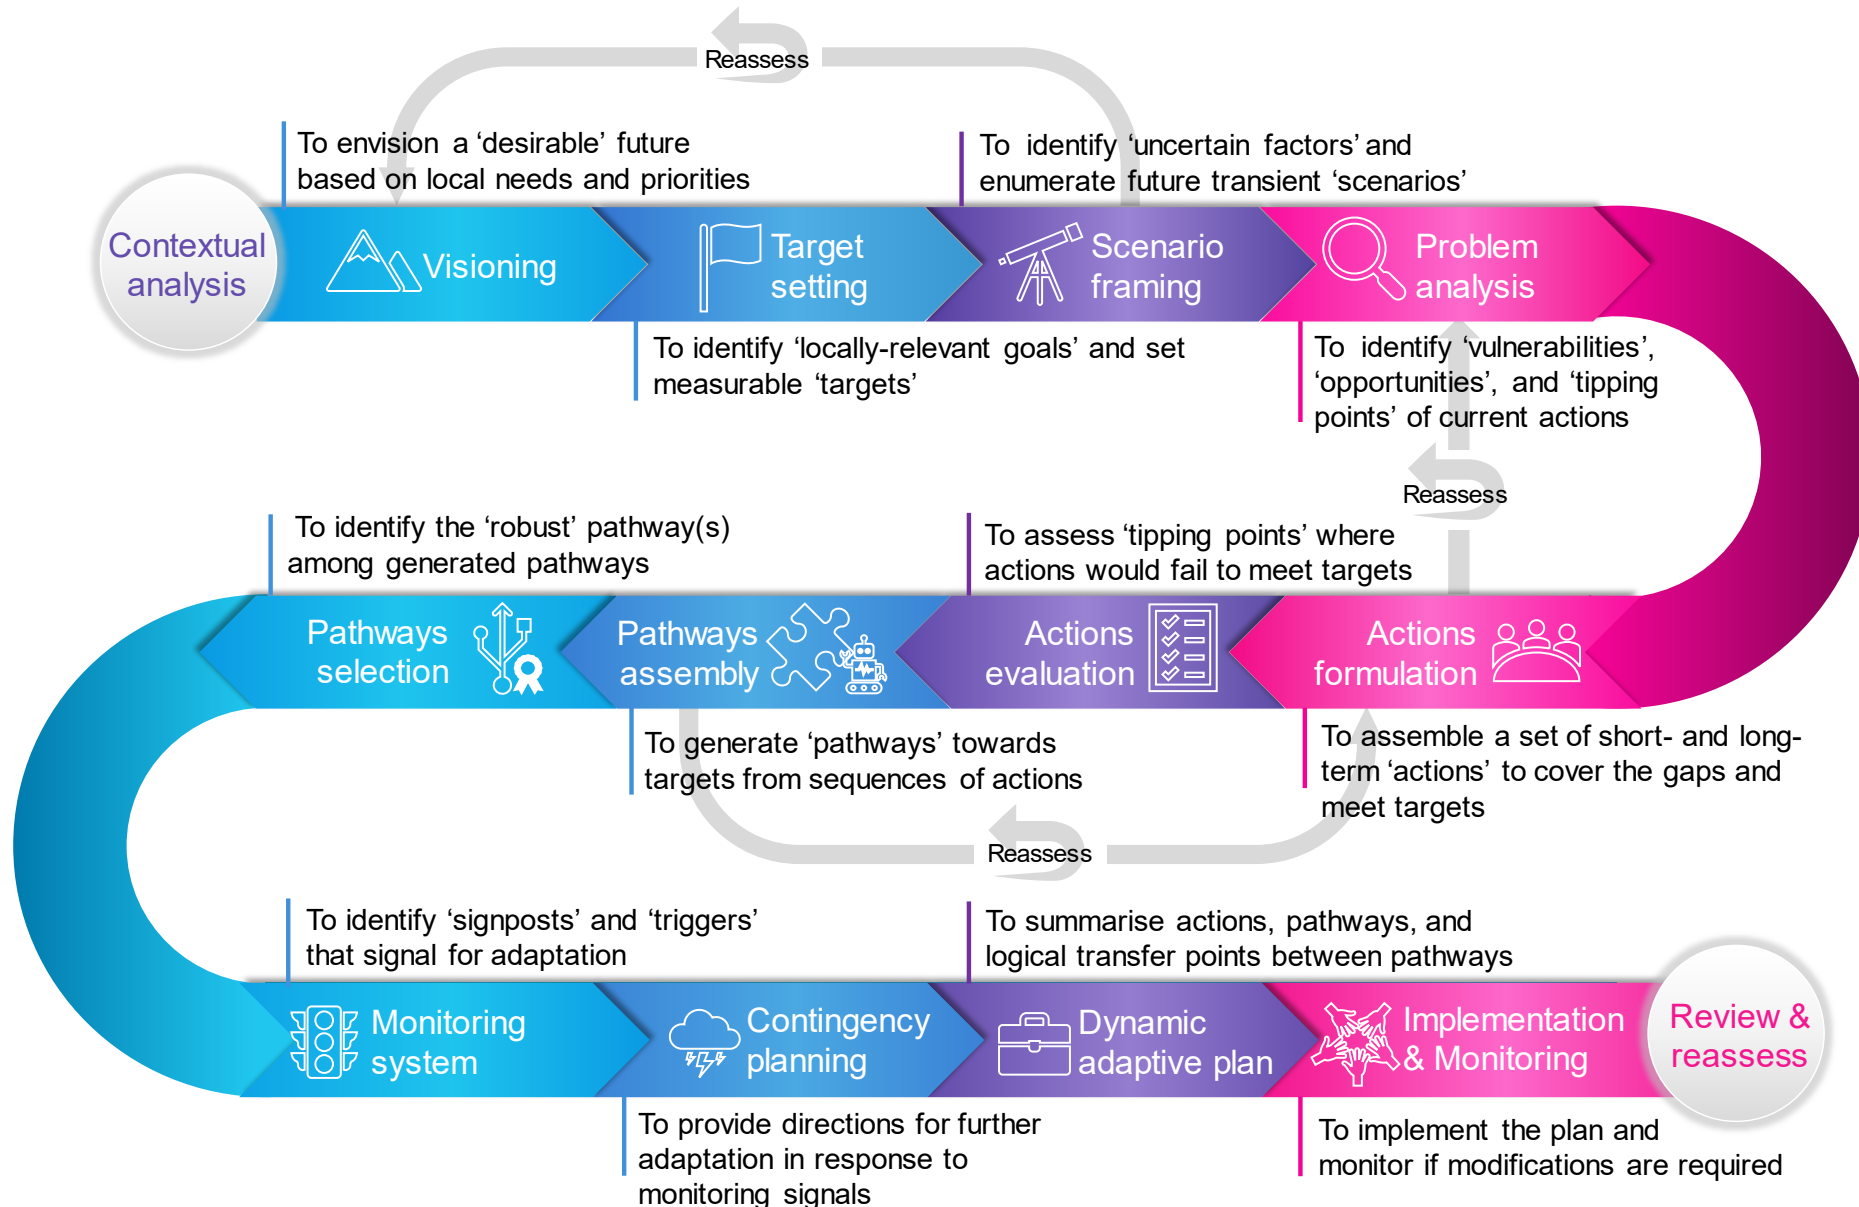 Reassess
To envision a ‘desirable’ future
based on local needs and priorities
To identify ‘uncertain factors’ and
enumerate future transient ‘scenarios’
Contextual
analysis
Visioning
Target
setting
Scenario
framing
Problem
analysis
To identify ‘locally-relevant goals’ and set
measurable ‘targets’
To identify ‘vulnerabilities’,
‘opportunities’, and ‘tipping
points’ of current actions
Reassess
To identify the ‘robust’ pathway(s)
among generated pathways
To assess ‘tipping points’ where
actions would fail to meet targets
Pathways
selection
Pathways
assembly
Actions
evaluation
Actions
formulation
To generate ‘pathways’ towards
targets from sequences of actions
To assemble a set of short- and long-
term ‘actions’ to cover the gaps and
meet targets
Reassess
To identify ‘signposts’ and ‘triggers’
that signal for adaptation
To summarise actions, pathways, and
logical transfer points between pathways
Monitoring
system
Contingency
planning
Dynamic
adaptive plan
Implementation
& Monitoring
Review &
reassess
To provide directions for further
adaptation in response to
monitoring signals
To implement the plan and
monitor if modifications are required